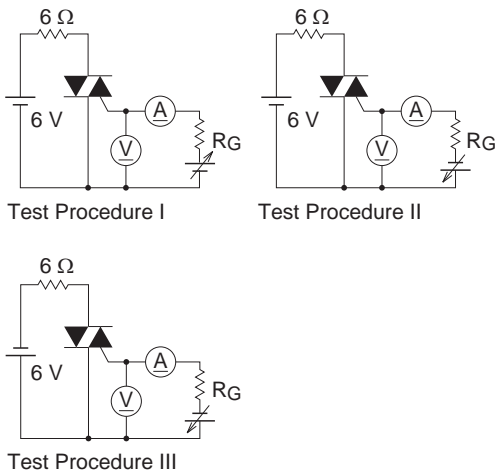 6 Ω
6 V
A
V
RG
Test Procedure I
6 Ω
6 V
A
V
RG
Test Procedure II
6 Ω
6 V
A
V
RG
Test Procedure III